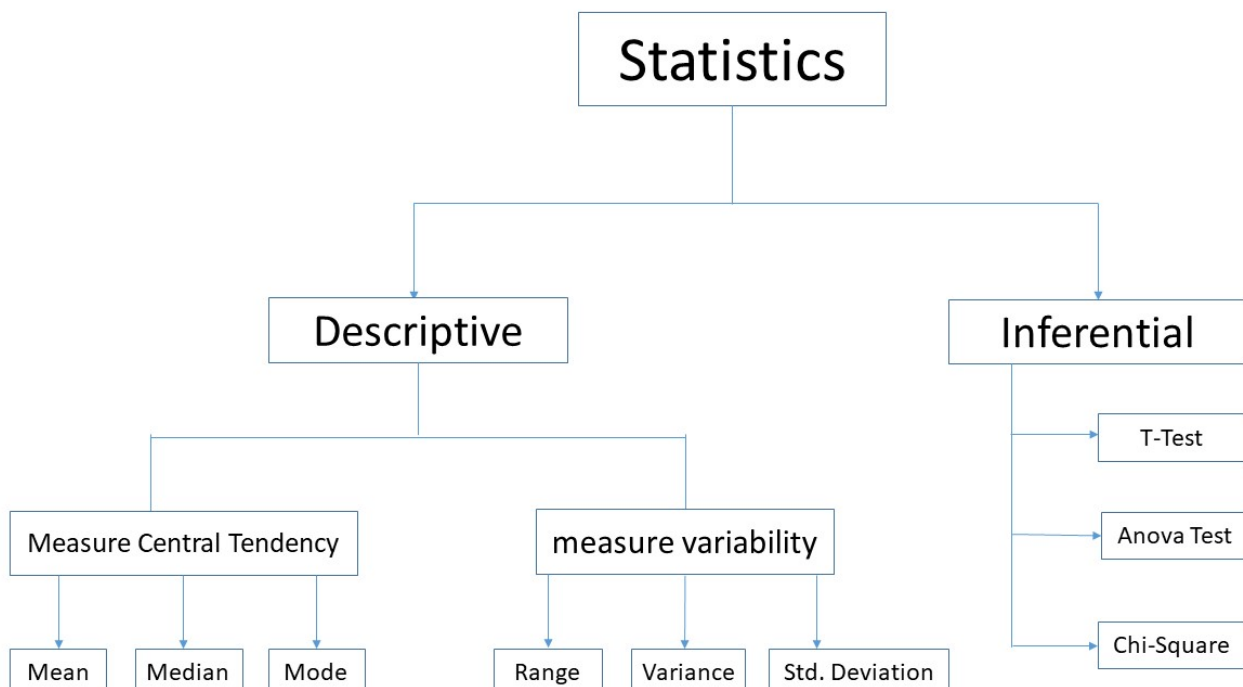 Statistics
Descriptive
Inferential
T-Test
Measure Central Tendency
measure variability
Anova Test
Chi-Square
Mean
Median
Mode
Range
Variance
Std. Deviation